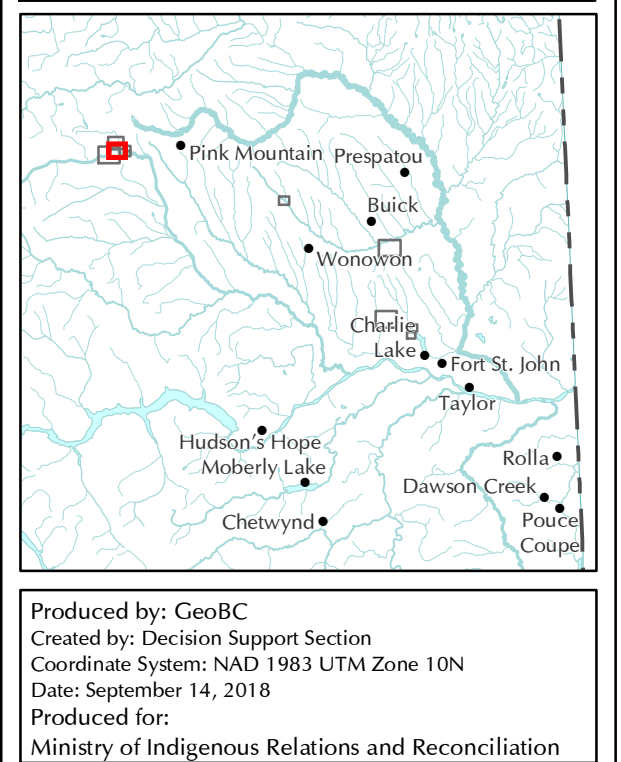 Pink Mountain
Prespatou
Buick
Wonowon
Charlie
Lake
Fort St. John
Taylor
Hudson's Hope
Moberly Lake
Rolla
Dawson Creek
Chetwynd
Pouce
Coupe
Produced by: GeoBC
Created by: Decision Support Section
Coordinate System: NAD 1983 UTM Zone 10N
Date: September 14, 2018
Produced for:
Ministry of Indigenous Relations and Reconciliation